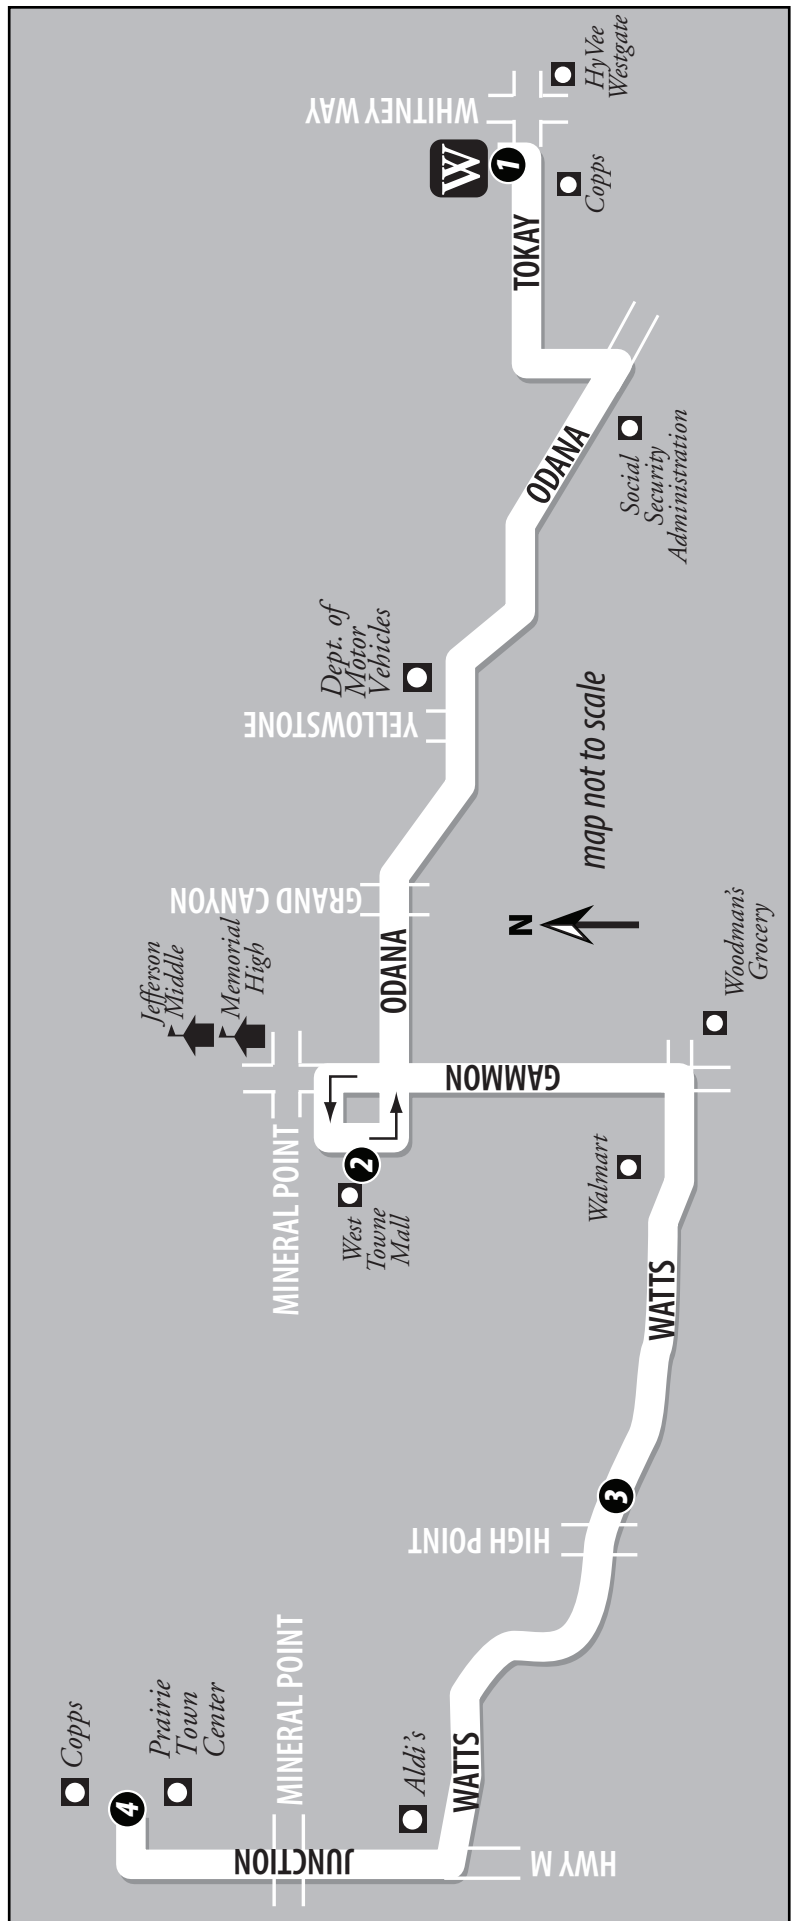 HyVee
Westgate
WHITNEY WAY
W
1
Copps
TOKAY
ODANA
Social
Security
Administration
Dept. of
Motor
Vehicles
YELLOWSTONE
map not to scale
N
GRAND CANYON
ODANA
Jefferson
Middle
Memorial
High
Woodman's
Grocery
GAMMON
MINERAL POINT
2
West
Towne
Mall
Walmart
WATTS
3
HIGH POINT
MINERAL POINT
Copps
Prairie
Town
Center
4
Aldi's
WATTS
JUNCTION
HWY M